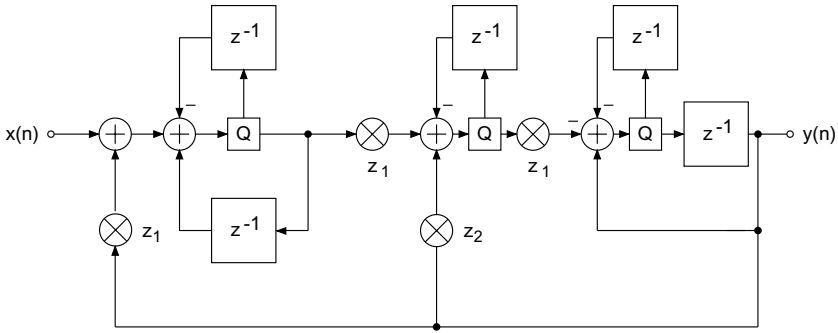 z-1 z-1 z-1
− − −
x(n) + + Q + Q − + Q z-1 y(n)
z1 z1
z1 z-1 z2